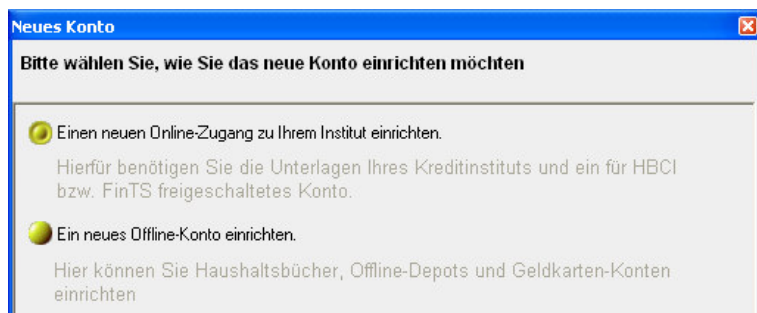 Neues Konto
Bitte wählen Sie, wie Sie das neue Konto einrichten möchten
Einen neuen Online-Zugang zu Ihrem Institut einrichten.
Hierfür benötigen Sie die Unterlagen Ihres Kreditinstituts und ein für HBCI
bzw. FinTS freigeschaltetes Konto.
Ein neues Offline-Konto einrichten.
Hier können Sie Haushaltsbücher, Offline-Depots und Geldkarten-Konten
einrichten